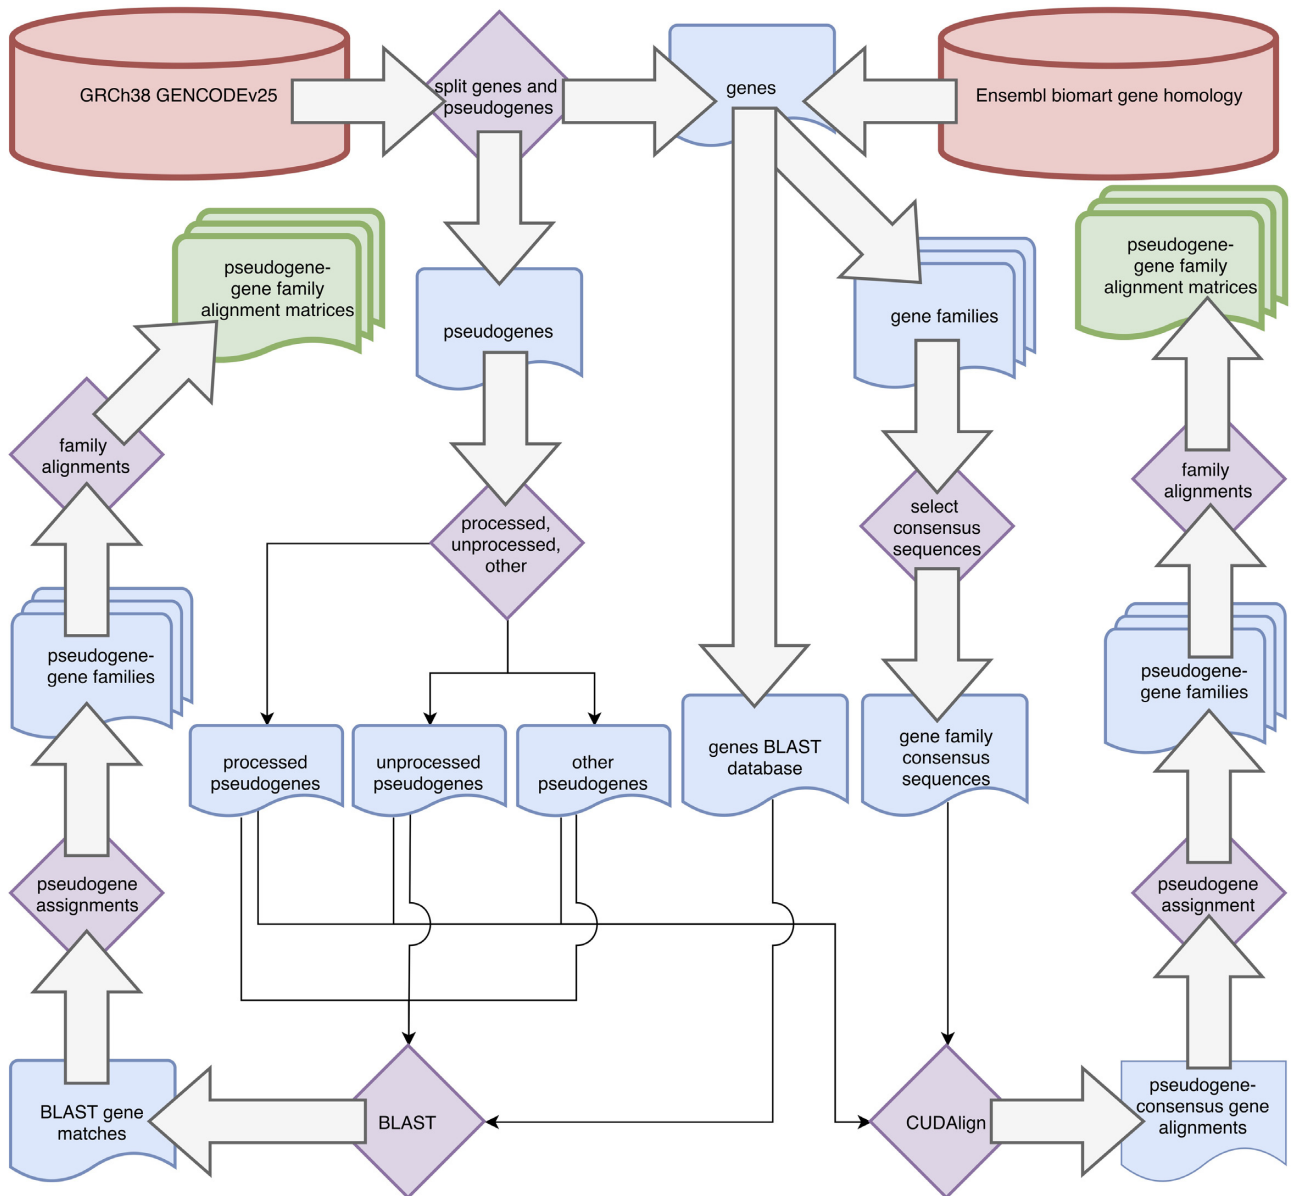 GRCh38 GENCODEv25
split genes and
pseudogenes
genes
Ensembl biomart gene homology
pseudogene-
gene family
alignment matrices
pseudogenes
gene families
pseudogene-
gene family
alignment matrices
family
alignments
processed,
unprocessed,
other
select
consensus
sequences
family
alignments
pseudogene-
gene families
processed
pseudogenes
unprocessed
pseudogenes
other
pseudogenes
genes BLAST
database
gene family
consensus
sequences
pseudogene-
gene families
pseudogene
assignments
pseudogene
assignment
BLAST gene
matches
BLAST
CUDAlign
pseudogene-
consensus gene
alignments